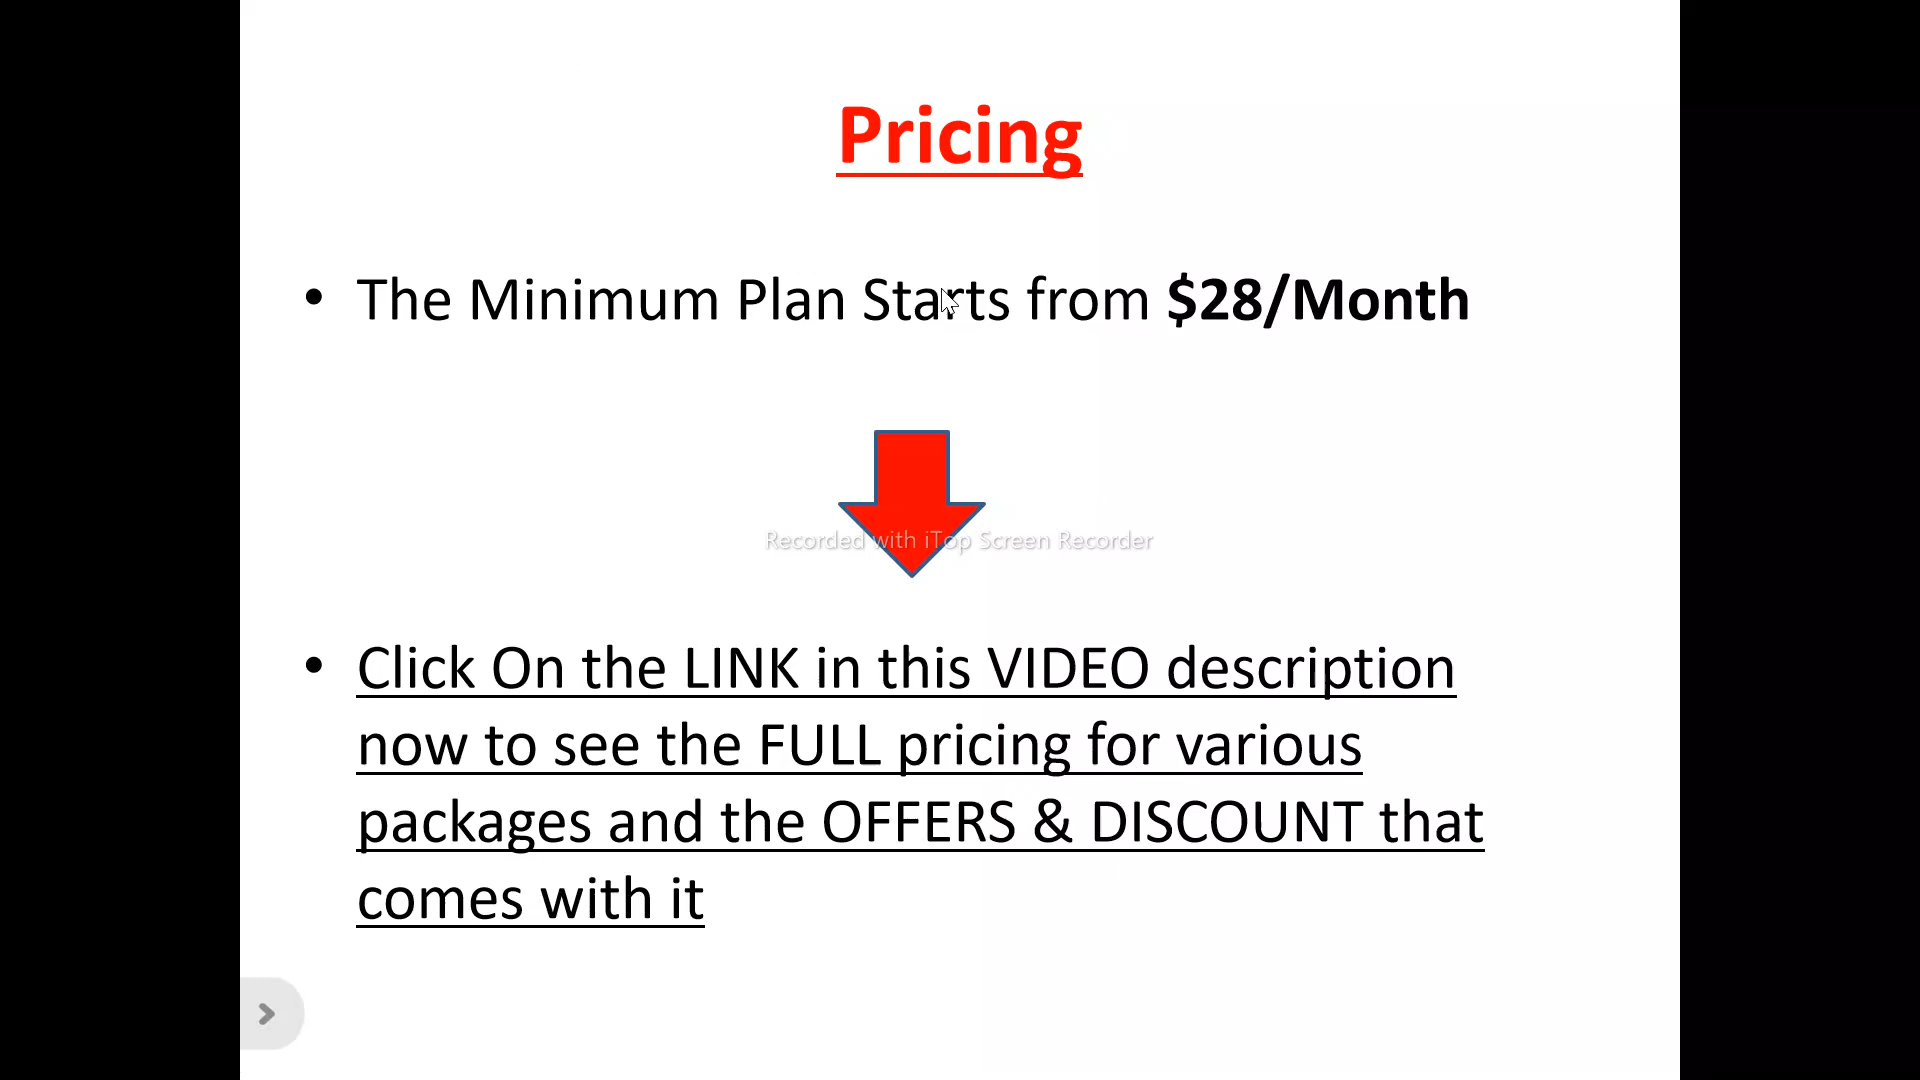 Pricing
• The Minimum Plan Starts from $28/Month
Recorded with iTop Screen Recorder
• Click On the LINK in this VIDEO description
now to see the FULL pricing for various
packages and the OFFERS & DISCOUNT that
comes with it